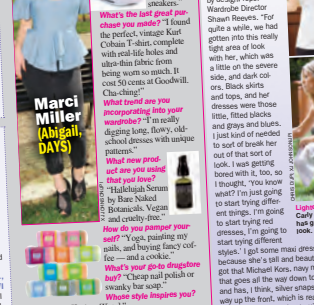 sneakers.
What's the last great pur-
chase you made? "I found
the perfect, vintage Kurt
Cobain T-shirt, complete
with real-life holes and
ultra-thin fabric from
being worn so much. It
cost 50 cents at Goodwill.
Cha-ching!"
What trend are you
incorporating into your
wardrobe? "I'm really
digging long, flowy, old-
school dresses with unique
patterns."
What new prod-
uct are you using
that you love?
"Hallelujah Serum
by Bare Naked
Botanicals. Vegan
and cruelty-free."
How do you pamper your-
self? "Yoga, painting my
nails, and buying fancy cof-
fee — and a cookie."
What's your go-to drugstore
buy? "Cheap nail polish or
swanky bar soap."
Whose style inspires you?
Marci
Miller
(Abigail,
DAYS)
Wardrobe Director
Shawn Reeves. "For
quite a while, we had
gotten into this really
tight area of look
with her, which was
a little on the severe
side, and dark col-
ors. Black skirts
and tops, and her
dresses were those
little, fitted blacks
and grays and blues.
I just kind of needed
to sort of break her
out of that sort of
look. I was getting
bored with it, too, so
I thought, 'You know
what? I'm just going
to start trying differ-
ent things. I'm going
to start trying red
dresses, I'm going to
start trying different
styles.' I got some maxi dress
because she's tall and beaut
got that Michael Kors, navy m
that goes all the way down to
and has, I think, silver snaps
way up the front, which is re
Light
Carly
has g
look.